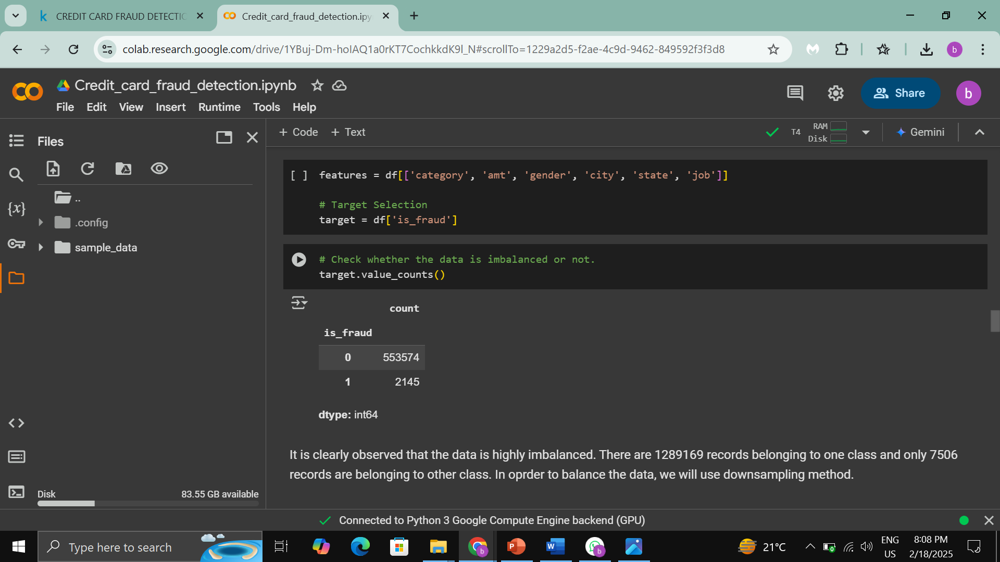 CREDIT CARD FRAUD DETECTIO
Credit_card_fraud_detection.ipy
colab.research.google.com/drive/1YBuj-Dm-hoIAQ1a0rKT7CochkkdK9l_N#scrollTo=1229a2d5-f2ae-4c9d-9462-849592f3f3d8
b
Credit_card_fraud_detection.ipynb
Share
b
File Edit View Insert Runtime Tools Help
Files
+ Code + Text
T4
RAM
Disk
Gemini
..
.config
sample_data
[ ] features = df[['category', 'amt', 'gender', 'city', 'state', 'job']]
# Target Selection
target = df['is_fraud']
# Check whether the data is imbalanced or not.
target.value_counts()
count
is_fraud
0 553574
1 2145
dtype: int64
It is clearly observed that the data is highly imbalanced. There are 1289169 records belonging to one class and only 7506
records are belonging to other class. In oprder to balance the data, we will use downsampling method.
Disk 83.55 GB available
Connected to Python 3 Google Compute Engine backend (GPU)
Type here to search
21°C
ENG
US
8:08 PM
2/18/2025